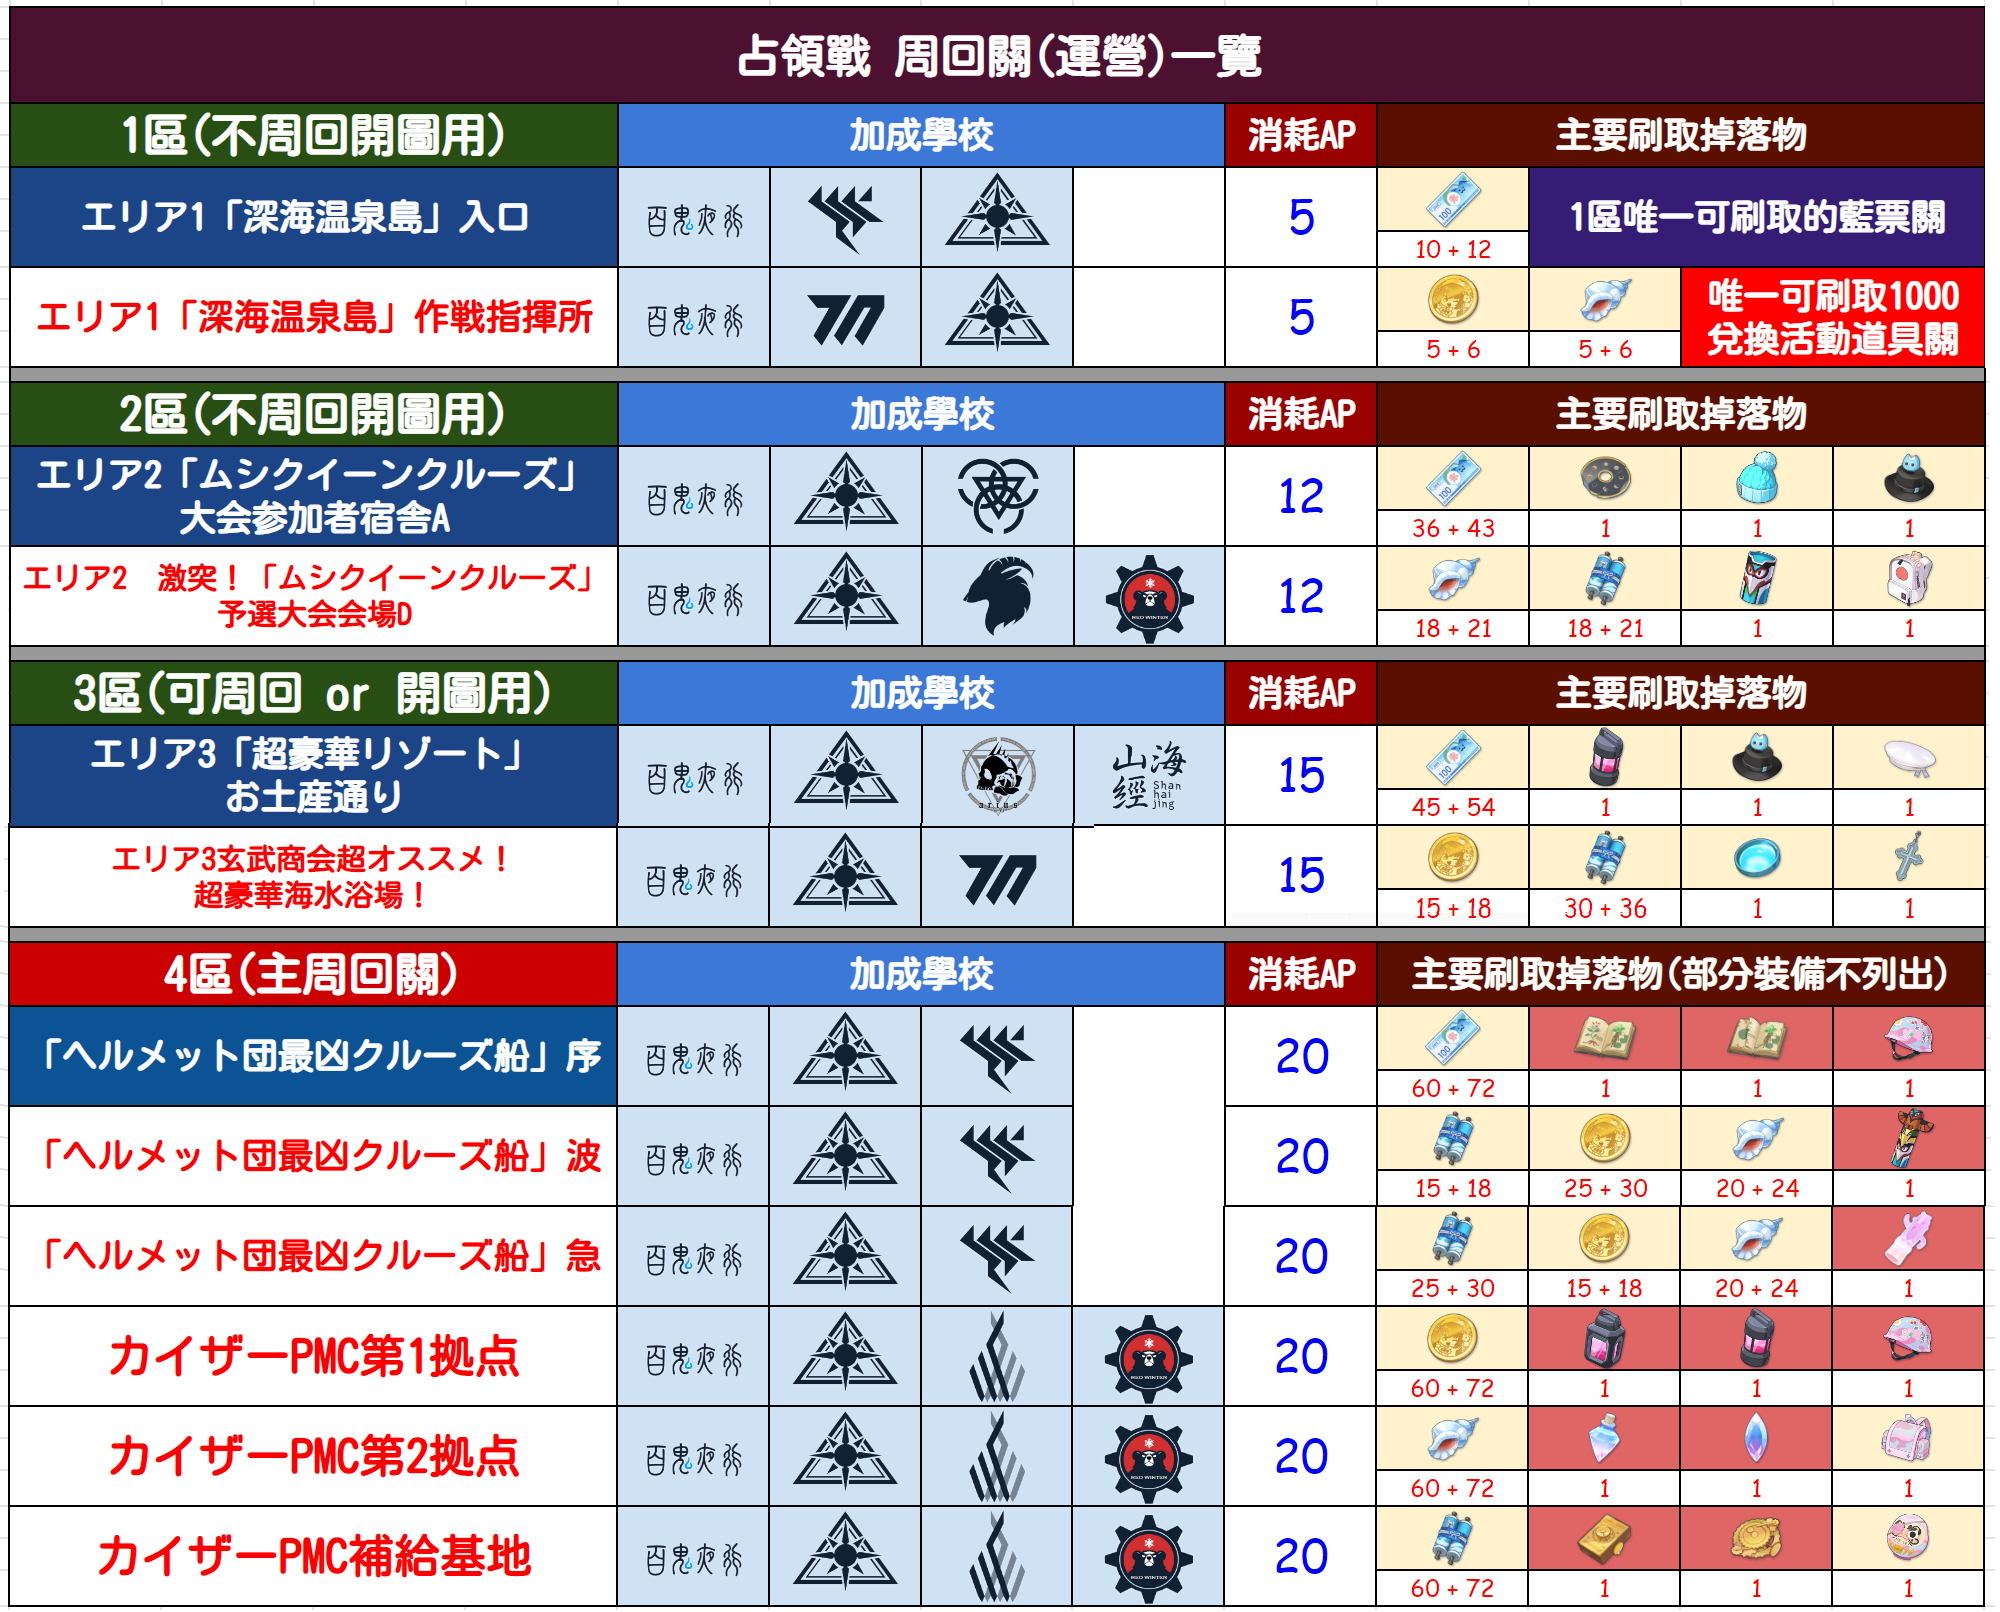 占領戰 周回關(運營)一覽
1區(不周回開圖用)
加成學校
消耗AP
主要刷取掉落物
エリア1「深海温泉島」入口
百鬼夜行
5
100
10 + 12
1區唯一可刷取的藍票關
エリア1「深海温泉島」作戦指揮所
百鬼夜行
5
5 + 6
5 + 6
唯一可刷取1000
兌換活動道具關
2區(不周回開圖用)
加成學校
消耗AP
主要刷取掉落物
エリア2「ムシクイーンクルーズ」
大会参加者宿舎A
百鬼夜行
12
100
36 + 43
1
1
1
エリア2　激突！「ムシクイーンクルーズ」
予選大会会場D
百鬼夜行
RED WINTER
12
18 + 21
18 + 21
1
1
3區(可周回 or 開圖用)
加成學校
消耗AP
主要刷取掉落物
エリア3「超豪華リゾート」
お土産通り
百鬼夜行
arius
山海
經 Shan
hai
jing
15
100
45 + 54
1
1
1
エリア3玄武商会超オススメ！
超豪華海水浴場！
百鬼夜行
15
15 + 18
30 + 36
1
1
4區(主周回關)
加成學校
消耗AP
主要刷取掉落物(部分裝備不列出)
「ヘルメット団最凶クルーズ船」序
百鬼夜行
20
100
60 + 72
1
1
1
「ヘルメット団最凶クルーズ船」波
百鬼夜行
20
15 + 18
25 + 30
20 + 24
1
「ヘルメット団最凶クルーズ船」急
百鬼夜行
20
25 + 30
15 + 18
20 + 24
1
カイザーPMC第1拠点
百鬼夜行
RED WINTER
20
60 + 72
1
1
1
カイザーPMC第2拠点
百鬼夜行
RED WINTER
20
60 + 72
1
1
1
カイザーPMC補給基地
百鬼夜行
RED WINTER
20
60 + 72
1
1
1